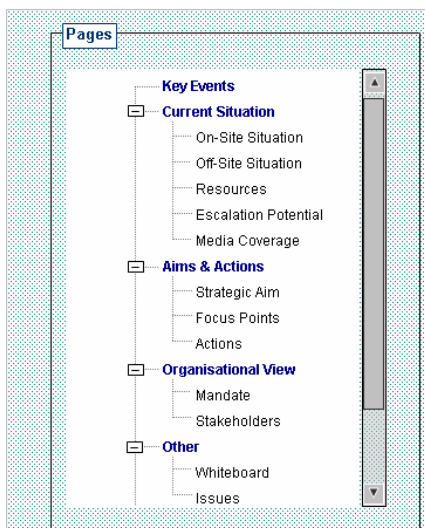 Pages
Key Events
Current Situation
On-Site Situation
Off-Site Situation
Resources
Escalation Potential
Media Coverage
Aims & Actions
Strategic Aim
Focus Points
Actions
Organisational View
Mandate
Stakeholders
Other
Whiteboard
Issues